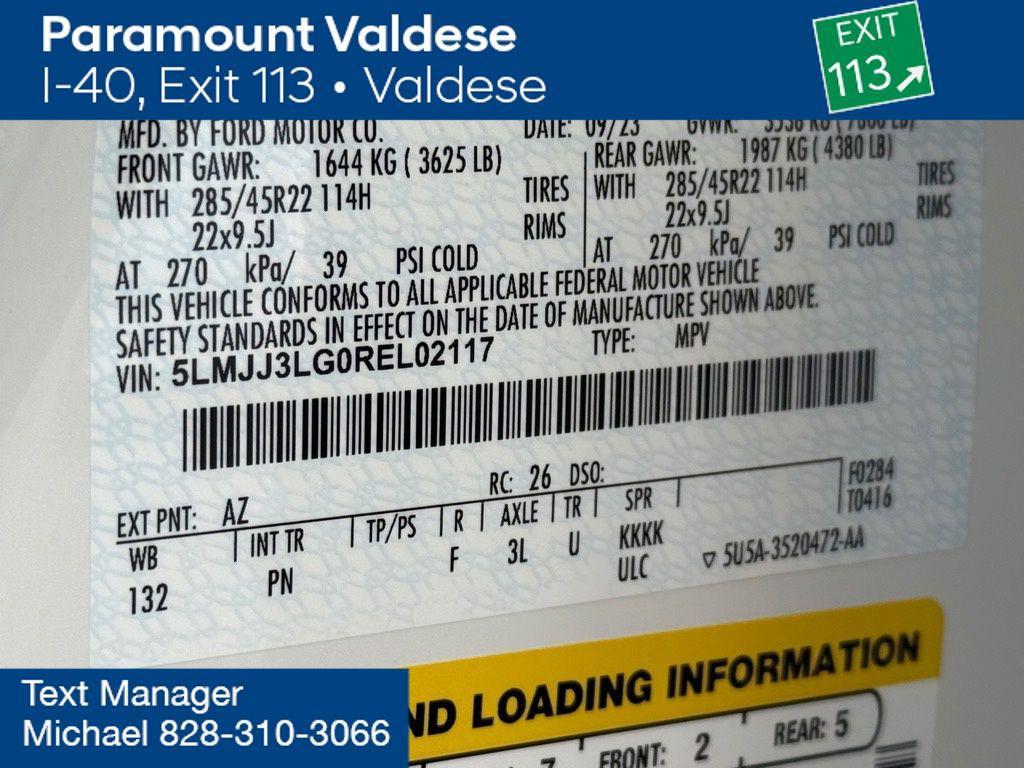 Paramount Valdese
I-40, Exit 113 • Valdese
EXIT
113
MFD. BY FORD MOTOR CO. DATE: 09/23 GVWR:
FRONT GAWR: 1644 KG ( 3625 LB) REAR GAWR: 1987 KG ( 4380 LB)
WITH 285/45R22 114H TIRES WITH 285/45R22 114H TIRES
22x9.5J RIMS 22x9.5J RIMS
AT 270 kPa/ 39 PSI COLD AT 270 kPa/ 39 PSI COLD
THIS VEHICLE CONFORMS TO ALL APPLICABLE FEDERAL MOTOR VEHICLE
SAFETY STANDARDS IN EFFECT ON THE DATE OF MANUFACTURE SHOWN ABOVE.
VIN: 5LMJJ3LG0REL02117 TYPE: MPV
EXT PNT: AZ RC: 26 DSO: F0284
WB INT TR TP/PS R AXLE TR SPR T0416
132 PN F 3L U KKKK
ULC 5U5A-3520472-AA
ND LOADING INFORMATION
FRONT: 2 REAR: 5
Text Manager
Michael 828-310-3066